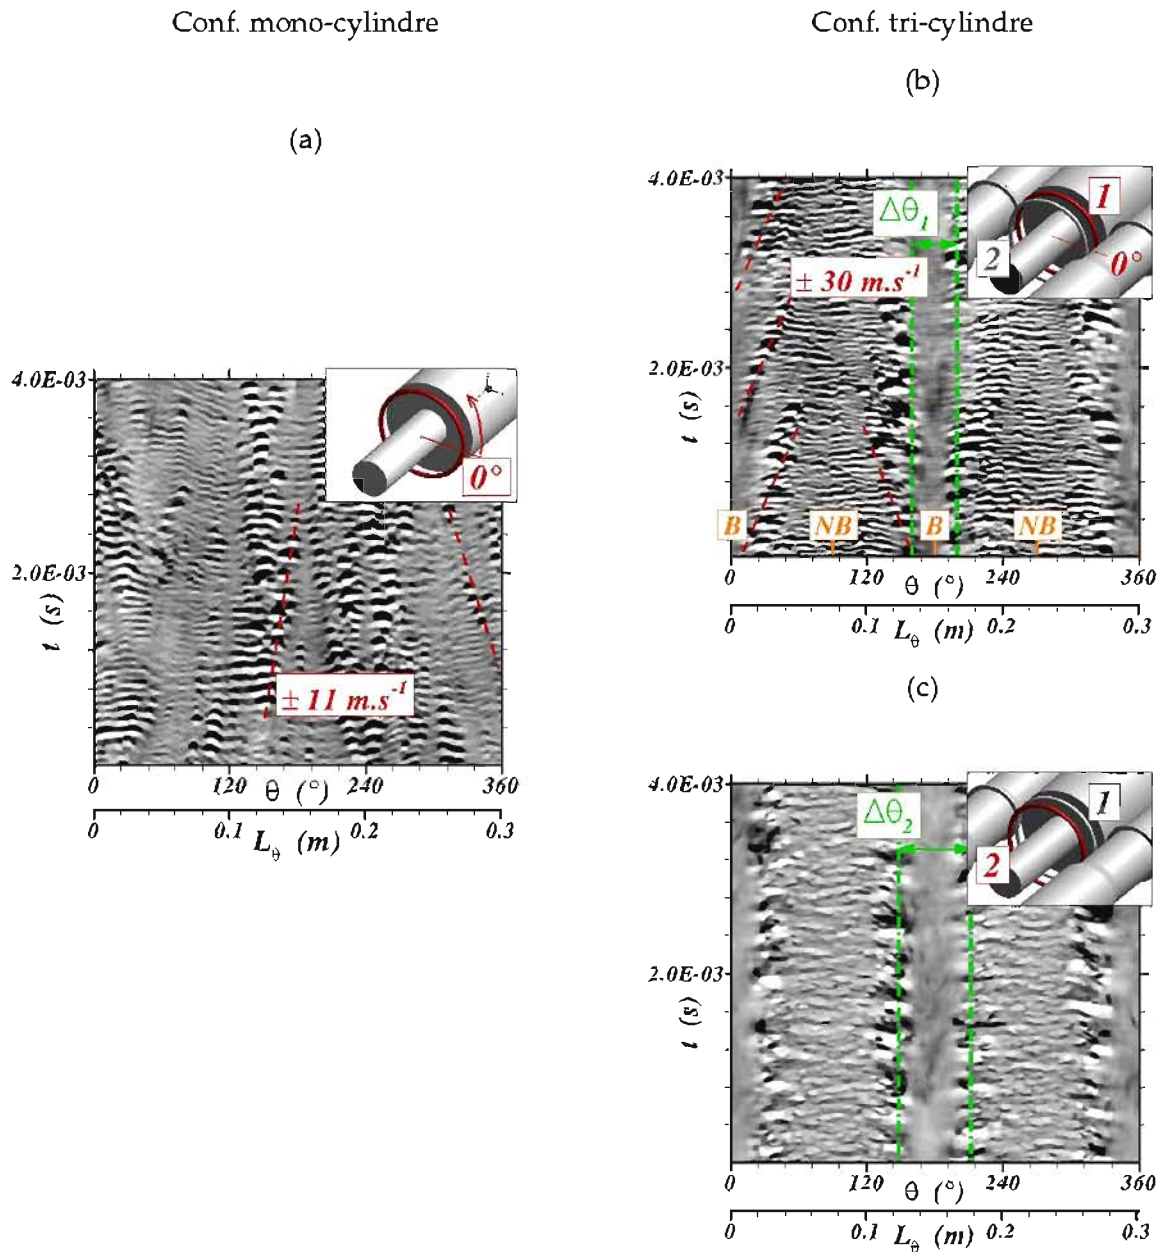 Conf. mono-cylindre
Conf. tri-cylindre
(a)
4.0E-03
2.0E-03
t (s)
0°
± 11 m.s⁻¹
0 120 240 360
θ (°)
0 0.1 0.2 0.3
L_θ (m)
(b)
4.0E-03
2.0E-03
t (s)
Δθ₁
± 30 m.s⁻¹
1
2
0°
B NB B NB
0 120 240 360
θ (°)
0 0.1 0.2 0.3
L_θ (m)
(c)
4.0E-03
2.0E-03
t (s)
Δθ₂
1
2
0 120 240 360
θ (°)
0 0.1 0.2 0.3
L_θ (m)